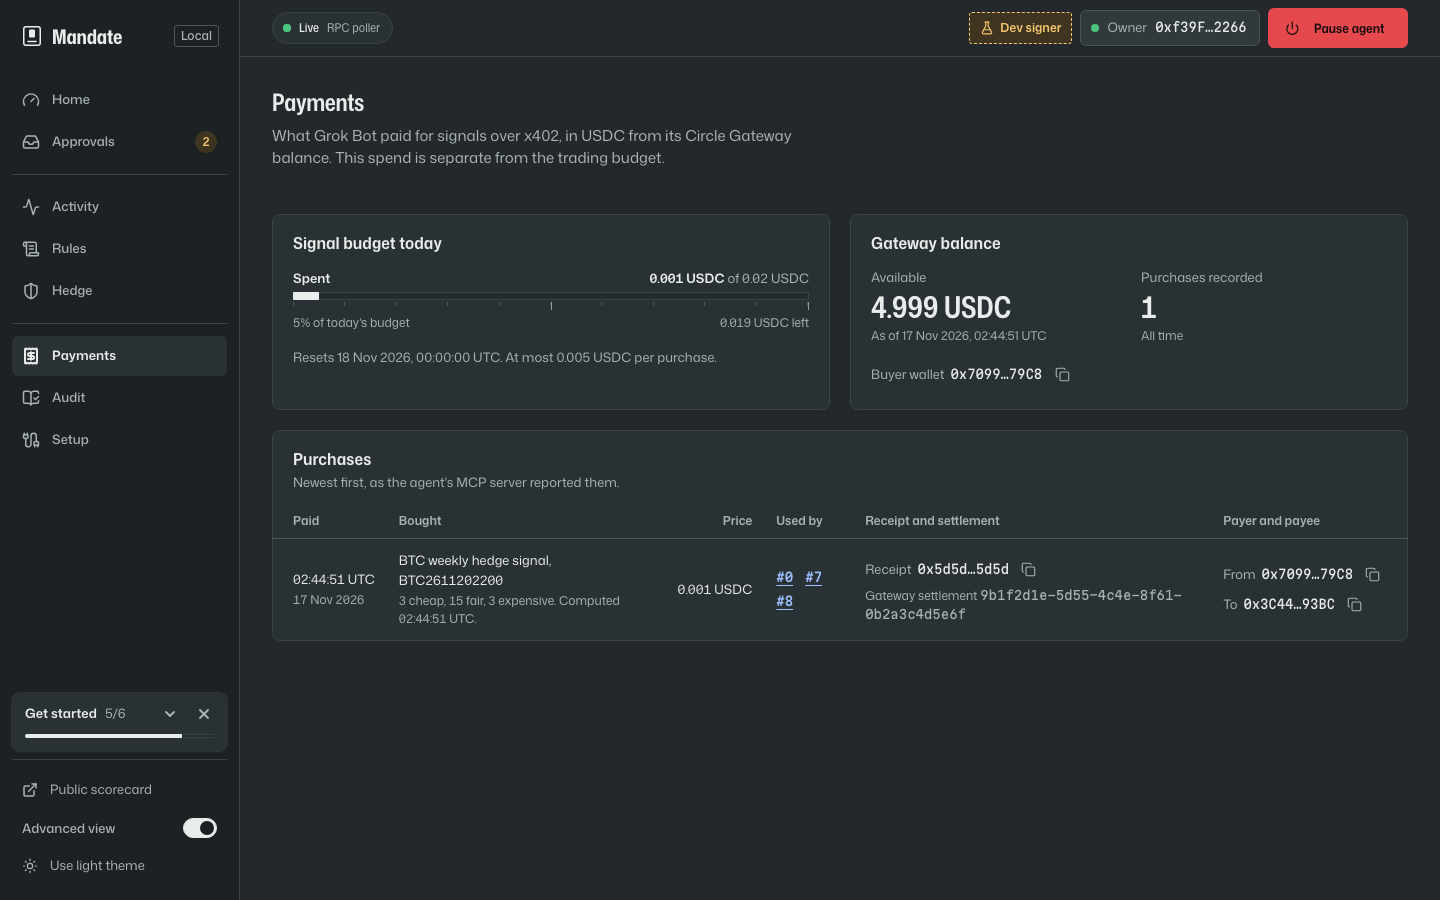 Mandate
Local
Home
Approvals 2
Activity
Rules
Hedge
Payments
Audit
Setup
Get started 5/6
Public scorecard
Advanced view
Use light theme
Live RPC poller
Dev signer
Owner 0xf39F…2266
Pause agent
Payments
What Grok Bot paid for signals over x402, in USDC from its Circle Gateway
balance. This spend is separate from the trading budget.
Signal budget today
Spent 0.001 USDC of 0.02 USDC
5% of today's budget 0.019 USDC left
Resets 18 Nov 2026, 00:00:00 UTC. At most 0.005 USDC per purchase.
Gateway balance
Available Purchases recorded
4.999 USDC 1
As of 17 Nov 2026, 02:44:51 UTC All time
Buyer wallet 0x7099…79C8
Purchases
Newest first, as the agent's MCP server reported them.
Paid Bought Price Used by Receipt and settlement Payer and payee
02:44:51 UTC
17 Nov 2026
BTC weekly hedge signal,
BTC2611202200
3 cheap, 15 fair, 3 expensive. Computed
02:44:51 UTC.
0.001 USDC
#0 #7
#8
Receipt 0x5d5d…5d5d
Gateway settlement 9b1f2d1e-5d55-4c4e-8f61-
0b2a3c4d5e6f
From 0x7099…79C8
To 0x3C44…93BC